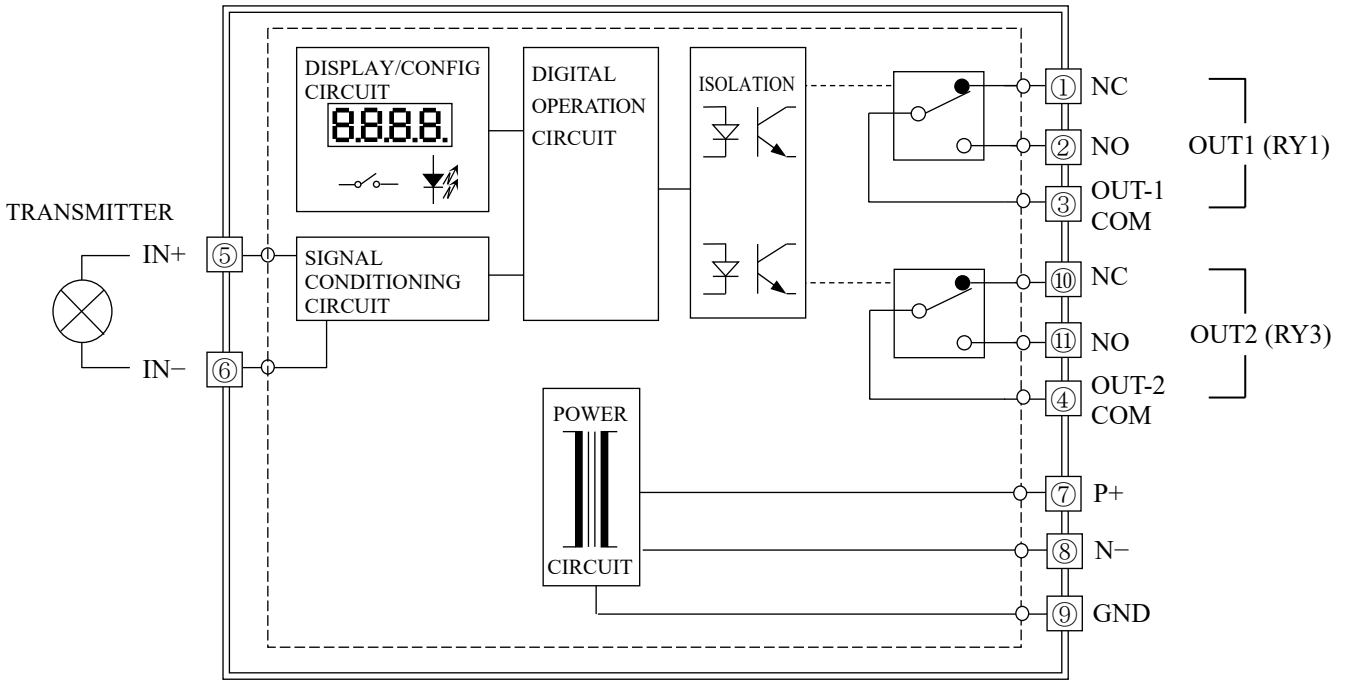 DISPLAY/CONFIG
CIRCUIT
8.8.8.8.
DIGITAL
OPERATION
CIRCUIT
ISOLATION
① NC
② NO
③ OUT-1
COM
OUT1 (RY1)
TRANSMITTER
IN+ ⑤
SIGNAL
CONDITIONING
CIRCUIT
IN− ⑥
⑩ NC
⑪ NO
④ OUT-2
COM
OUT2 (RY3)
POWER
CIRCUIT
⑦ P+
⑧ N−
⑨ GND